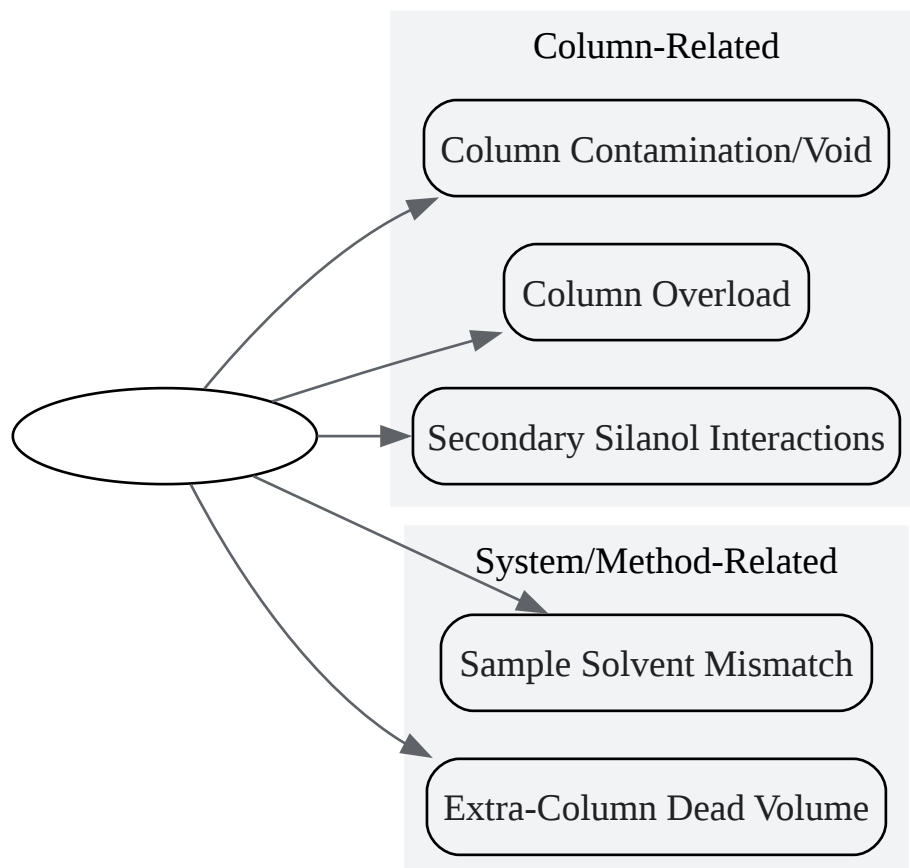 Column-Related
Column Contamination/Void
Column Overload
Secondary Silanol Interactions
System/Method-Related
Sample Solvent Mismatch
Extra-Column Dead Volume